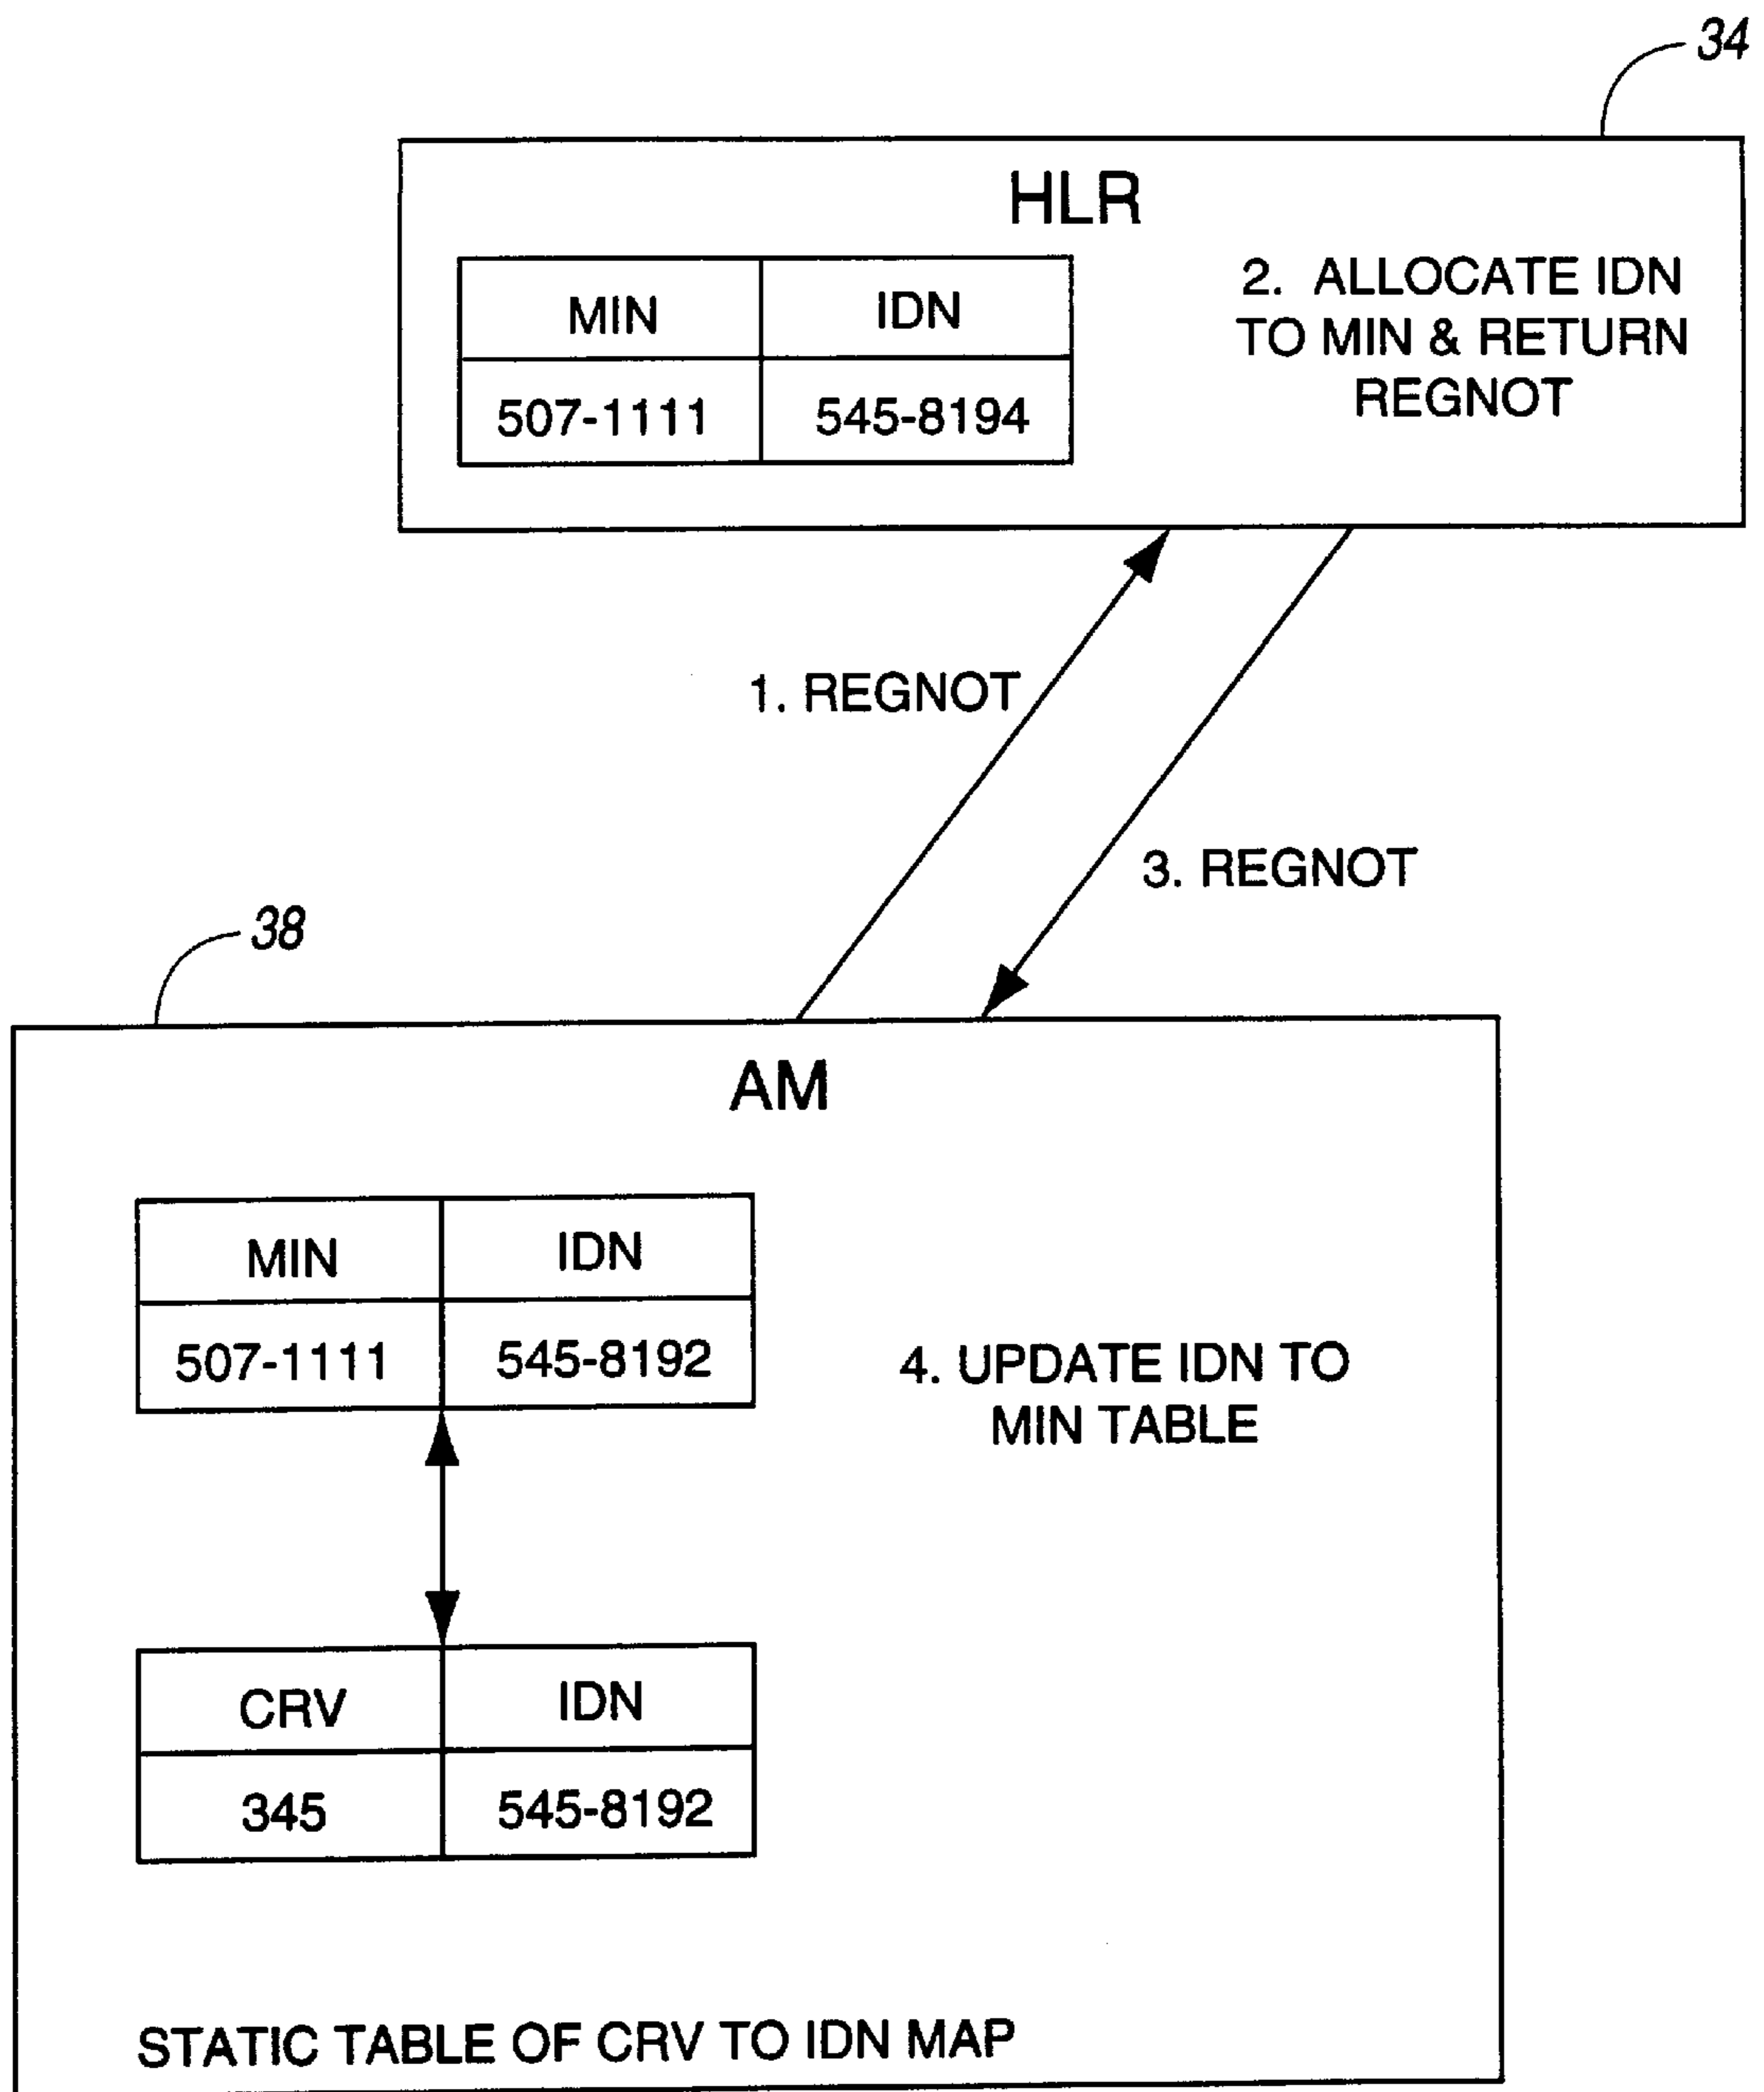 34
HLR
MIN IDN
507-1111 545-8194
2. ALLOCATE IDN
TO MIN & RETURN
REGNOT
1. REGNOT
3. REGNOT
38
AM
MIN IDN
507-1111 545-8192
4. UPDATE IDN TO
MIN TABLE
CRV IDN
345 545-8192
STATIC TABLE OF CRV TO IDN MAP